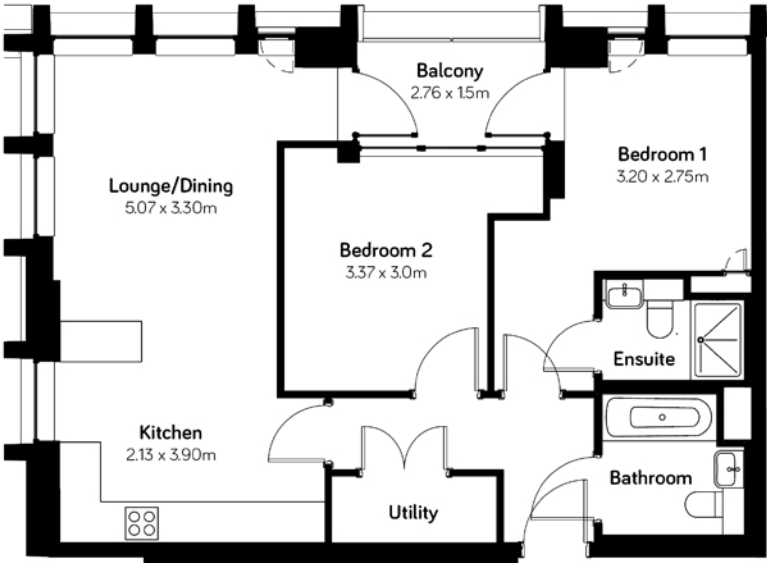 Balcony
2.76 x 1.5m
Bedroom 1
3.20 x 2.75m
Lounge/Dining
5.07 x 3.30m
Bedroom 2
3.37 x 3.0m
Ensuite
Kitchen
2.13 x 3.90m
Bathroom
Utility